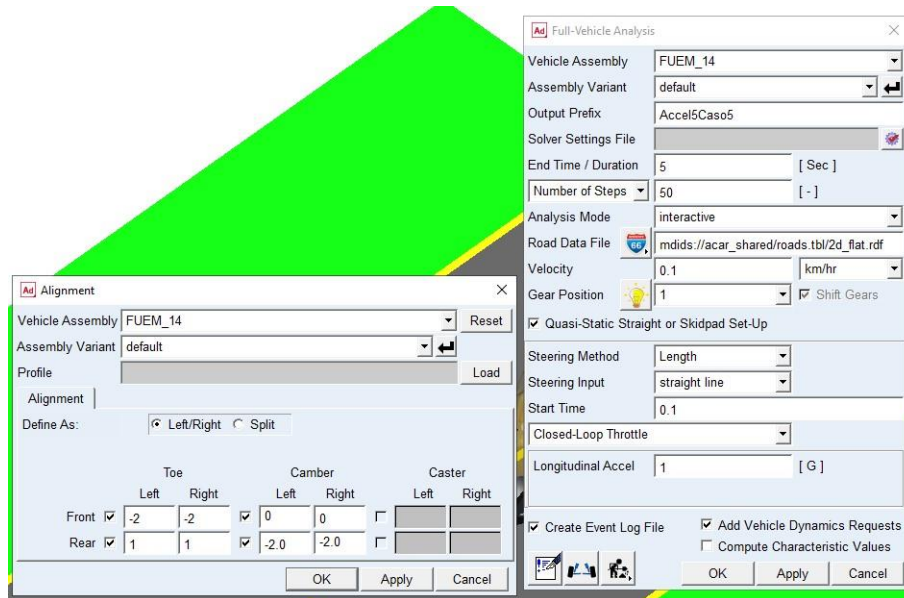 Ad Full-Vehicle Analysis
Vehicle Assembly FUEM_14
Assembly Variant default
Output Prefix Accel5Caso5
Solver Settings File
End Time / Duration 5 [ Sec ]
Number of Steps 50 [ - ]
Analysis Mode interactive
Road Data File 66 mdids://acar_shared/roads.tbl/2d_flat.rdf
Velocity 0.1 km/hr
Gear Position 1 Shift Gears
Quasi-Static Straight or Skidpad Set-Up
Steering Method Length
Steering Input straight line
Start Time 0.1
Closed-Loop Throttle
Longitudinal Accel 1 [ G ]
Create Event Log File Add Vehicle Dynamics Requests
Compute Characteristic Values
OK Apply Cancel
Ad Alignment
Vehicle Assembly FUEM_14 Reset
Assembly Variant default
Profile Load
Alignment
Define As: Left/Right Split
Toe Camber Caster
Left Right Left Right Left Right
Front -2 -2 0 0
Rear 1 1 -2.0 -2.0
OK Apply Cancel